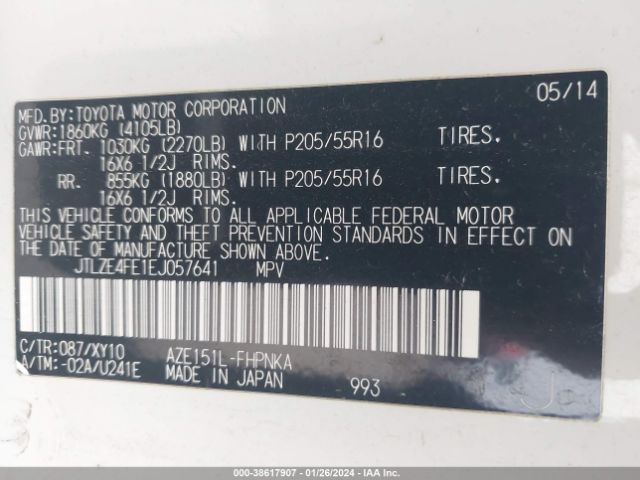 MFD.BY:TOYOTA MOTOR CORPORATION 05/14
GVWR:1860KG (4105LB)
GAWR:FRT. 1030KG (2270LB) WITH P205/55R16 TIRES.
16X6 1/2J RIMS.
RR. 855KG (1880LB) WITH P205/55R16 TIRES.
16X6 1/2J RIMS.
THIS VEHICLE CONFORMS TO ALL APPLICABLE FEDERAL MOTOR
VEHICLE SAFETY AND THEFT PREVENTION STANDARDS IN EFFECT ON
THE DATE OF MANUFACTURE SHOWN ABOVE.
JTLZE4FE1EJ057641 MPV
C/TR:087/XY10 AZE151L-FHPNKA
A/TM:-02A/U241E MADE IN JAPAN 993 J
000-38617907 - 01/26/2024 - IAA Inc.